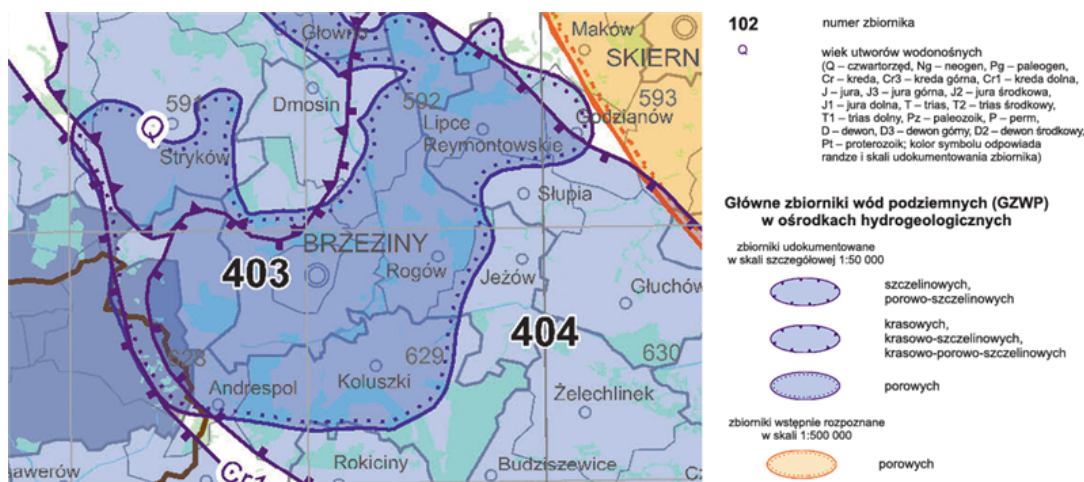 Głowno
Maków
SKIERN
591
Dmosin
592
593
Q
Stryków
Lipce
Reymontowskie
Godzianów
Słupia
BRZEZINY
403
Rogów
Jeżów
Głuchów
404
628
629
630
Andrespol
Koluszki
Żelechlinek
gawerów
Cr1
Rokiciny
Budziszewice
Cz
102 numer zbiornika
Q wiek utworów wodonośnych
(Q – czwartorzęd, Ng – neogen, Pg – paleogen,
Cr – kreda, Cr3 – kreda górna, Cr1 – kreda dolna,
J – jura, J3 – jura górna, J2 – jura środkowa,
J1 – jura dolna, T – trias, T2 – trias środkowy,
T1 – trias dolny, Pz – paleozoik, P – perm,
D – dewon, D3 – dewon górny, D2 – dewon środkowy,
Pt – proterozoik; kolor symbolu odpowiada
randze i skali udokumentowania zbiornika)
Główne zbiorniki wód podziemnych (GZWP)
w ośrodkach hydrogeologicznych
zbiorniki udokumentowane
w skali szczegółowej 1:50 000
szczelinowych,
porowo-szczelinowych
krasowych,
krasowo-szczelinowych,
krasowo-porowo-szczelinowych
porowych
zbiorniki wstępnie rozpoznane
w skali 1:500 000
porowych